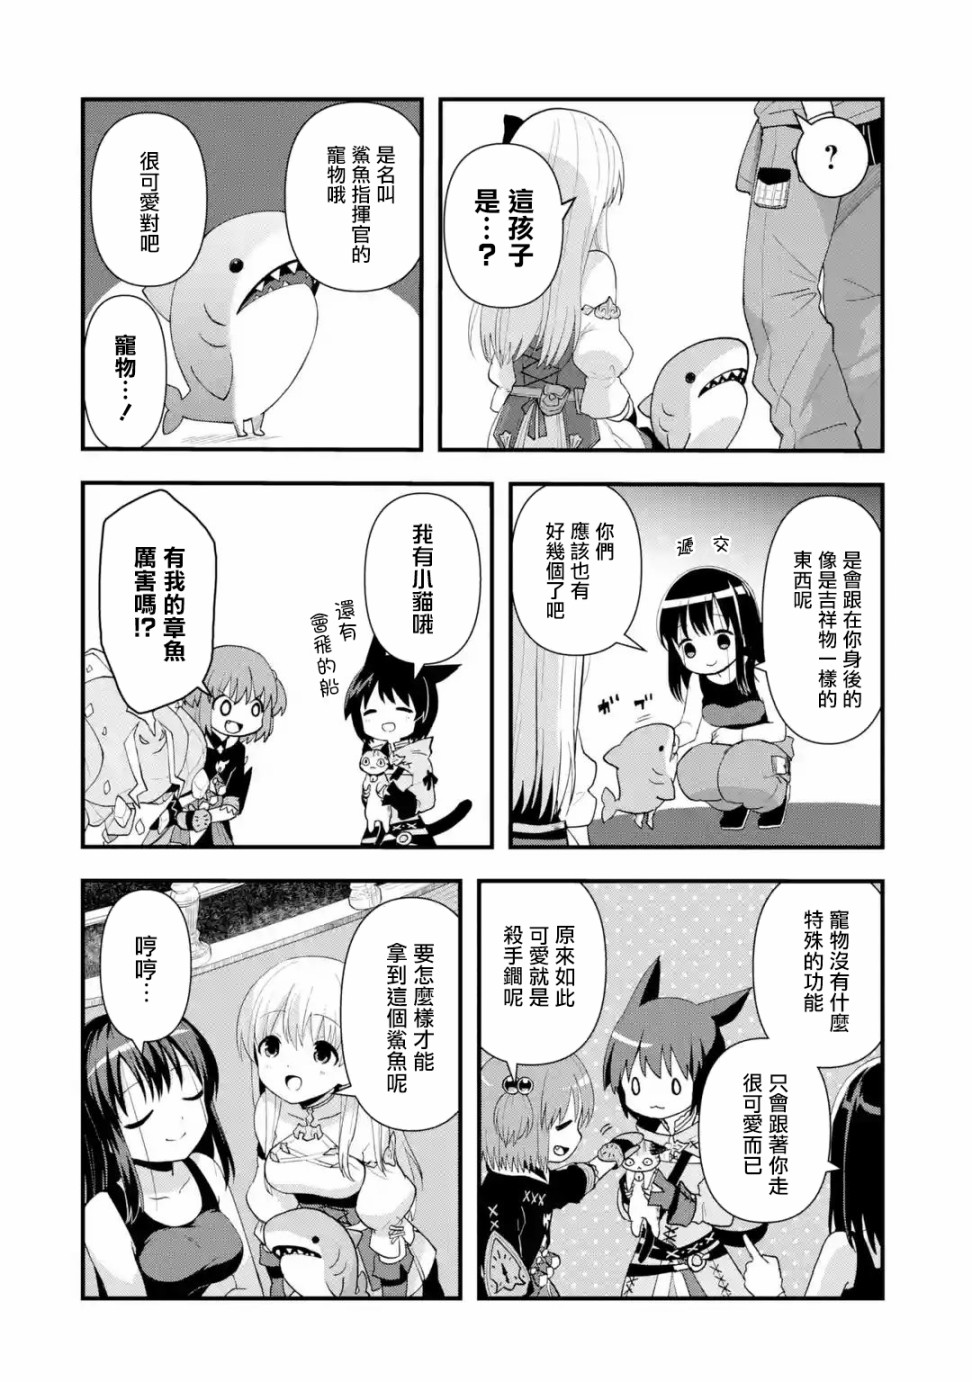 ?
這孩子
是…?
是名叫
鯊魚指揮官的
寵物哦
很可愛對吧
寵物…!
是會跟在你身後的
像是吉祥物一樣的
東西呢
遞交
ガ
ブ
你們
應該也有
好幾個了吧
我有小貓哦
還有
會飛的船
有我的章魚
厲害嗎!?
寵物沒有什麼
特殊的功能
只會跟著你走
很可愛而已
原來如此
可愛就是
殺手鐧呢
要怎麼樣才能
拿到這個鯊魚呢
哼哼…